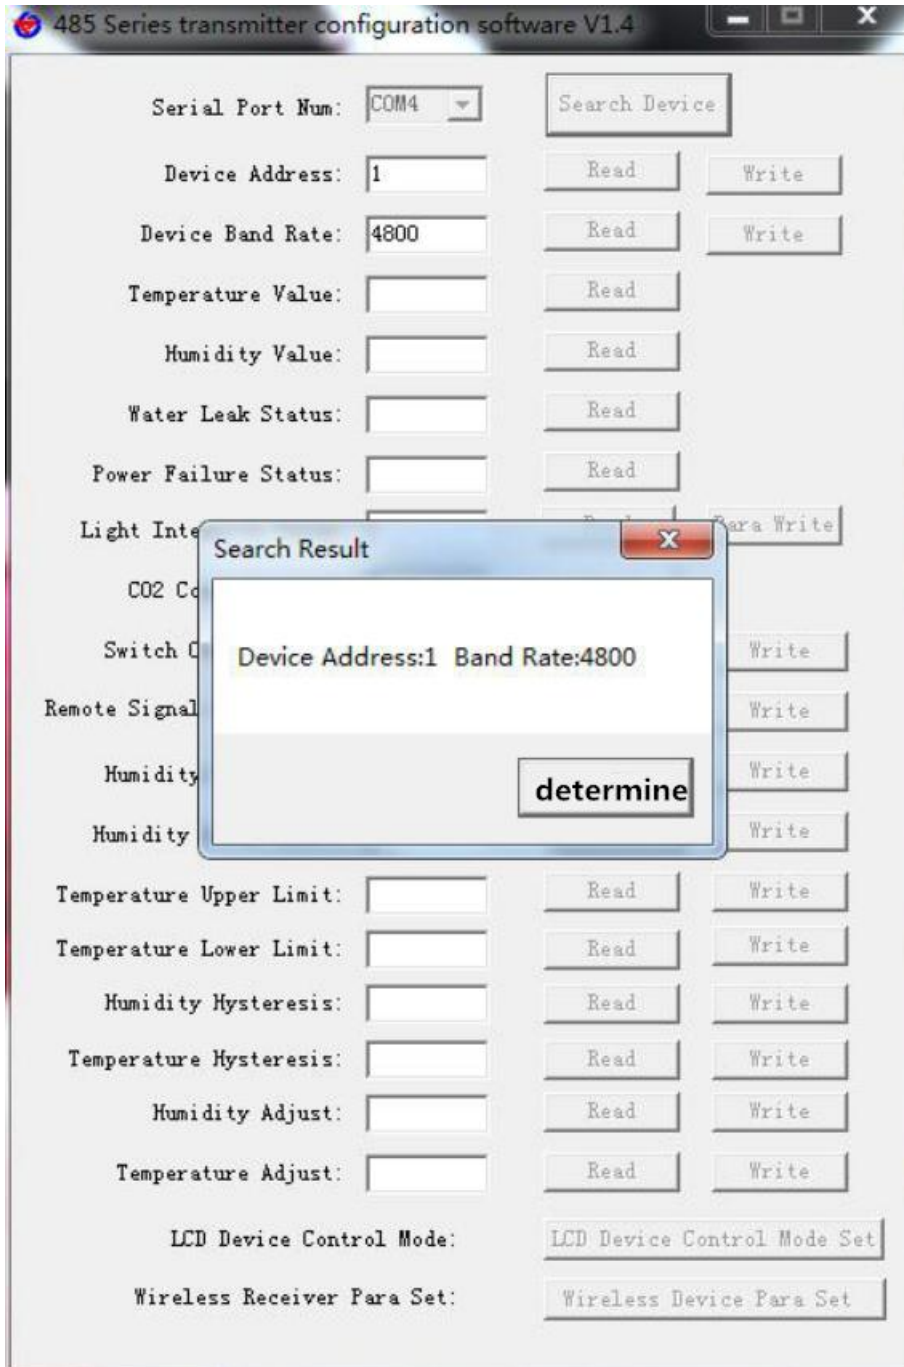 485 Series transmitter configuration software V1.4
Serial Port Num: COM4 Search Device
Device Address: 1 Read Write
Device Band Rate: 4800 Read Write
Temperature Value: Read
Humidity Value: Read
Water Leak Status: Read
Power Failure Status: Read
Light Para Write
Search Result
CO2
Device Address:1 Band Rate:4800
Switch Write
Remote Signal Write
Humidity Write
determine
Humidity Write
Temperature Upper Limit: Read Write
Temperature Lower Limit: Read Write
Humidity Hysteresis: Read Write
Temperature Hysteresis: Read Write
Humidity Adjust: Read Write
Temperature Adjust: Read Write
LCD Device Control Mode: LCD Device Control Mode Set
Wireless Receiver Para Set: Wireless Device Para Set